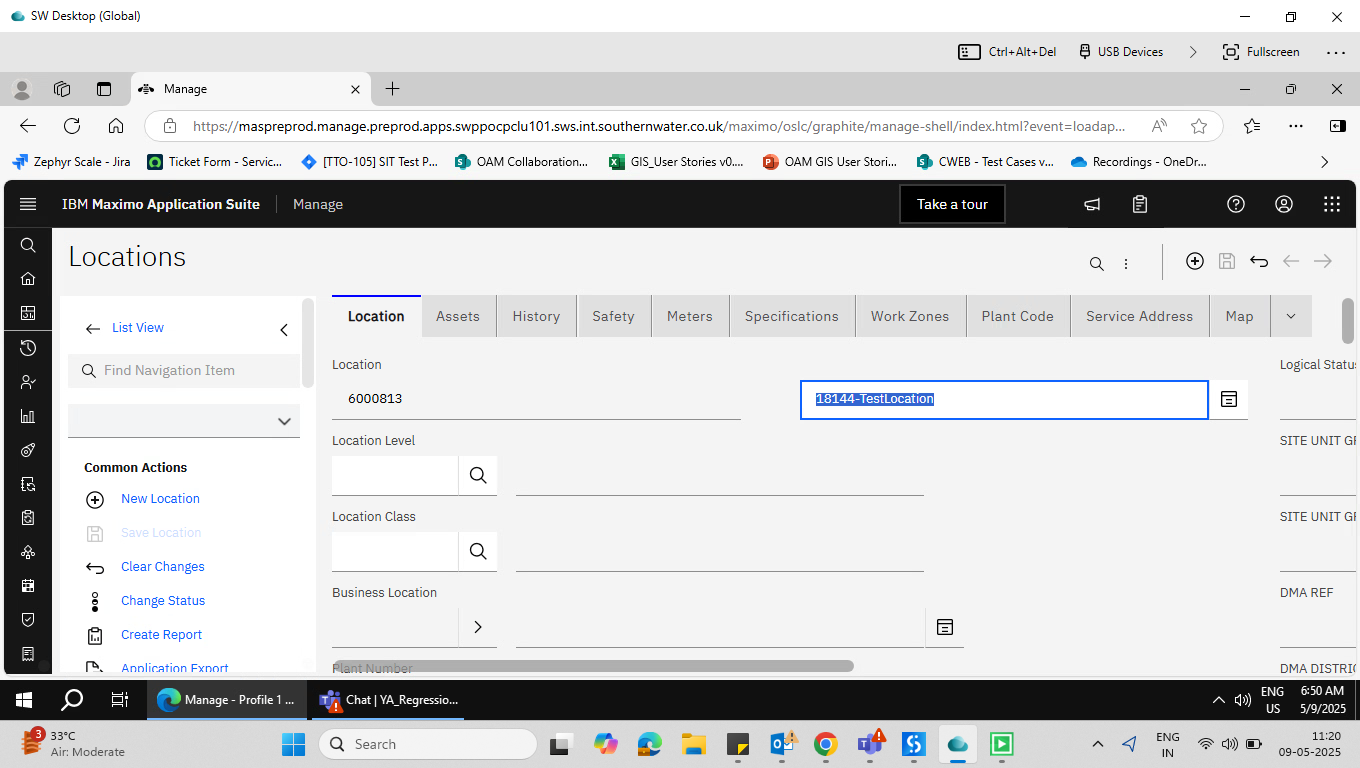 SW Desktop (Global)
Ctrl+Alt+Del
USB Devices
Fullscreen
Manage
https://maspreprod.manage.preprod.apps.swppocpclu101.sws.int.southernwater.co.uk/maximo/oslc/graphite/manage-shell/index.html?event=loadap...
Zephyr Scale - Jira
Ticket Form - Servic...
[TTO-105] SIT Test P...
OAM Collaboration...
GIS_User Stories v0....
OAM GIS User Stori...
CWEB - Test Cases v...
Recordings - OneDr...
IBM Maximo Application Suite
Manage
Take a tour
Locations
List View
Find Navigation Item
Common Actions
New Location
Save Location
Clear Changes
Change Status
Create Report
Application Export
Location
Assets
History
Safety
Meters
Specifications
Work Zones
Plant Code
Service Address
Map
Location
Logical Status
6000813
18144-TestLocation
Location Level
SITE UNIT GR
Location Class
SITE UNIT GR
Business Location
DMA REF
Plant Number
DMA DISTRIC
Manage - Profile 1 ...
Chat | YA_Regressio...
ENG
US
6:50 AM
5/9/2025
3
33°C
Air: Moderate
Search
ENG
IN
11:20
09-05-2025